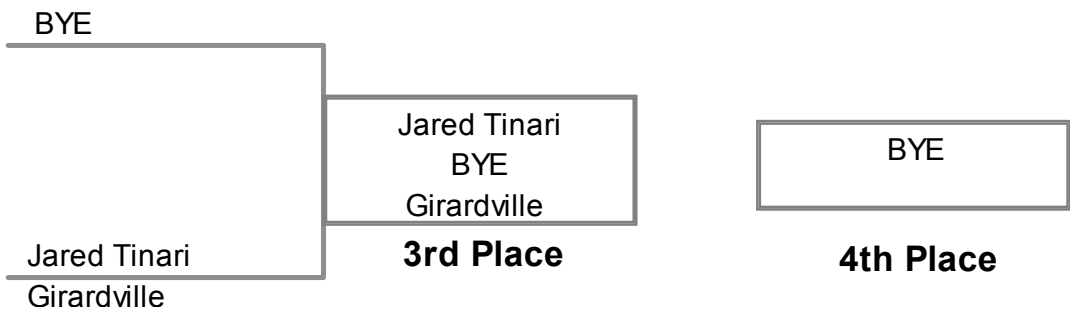 BYE
Jared Tinari
BYE
Girardville
3rd Place
BYE
4th Place
Jared Tinari
Girardville